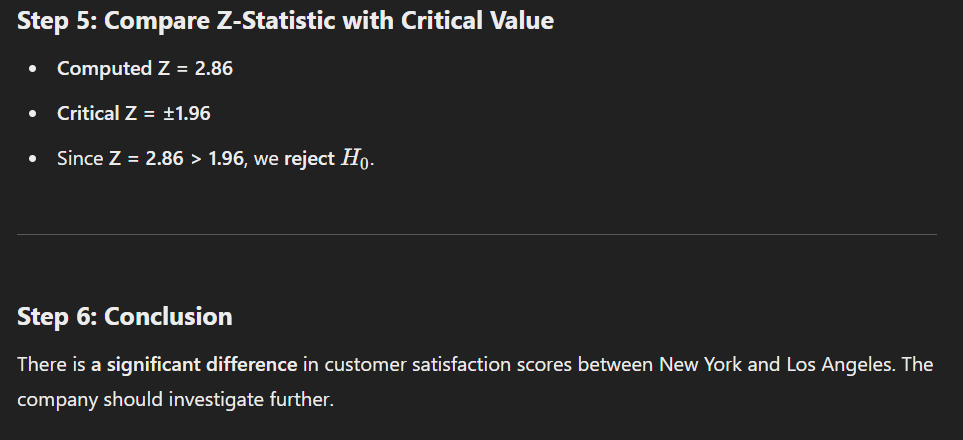 Step 5: Compare Z-Statistic with Critical Value
• Computed Z = 2.86
• Critical Z = ±1.96
• Since Z = 2.86 > 1.96, we reject H₀.
Step 6: Conclusion
There is a significant difference in customer satisfaction scores between New York and Los Angeles. The
company should investigate further.